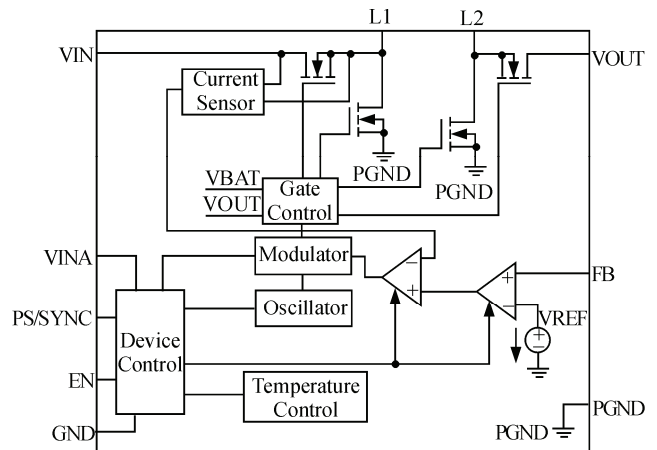 L1
L2
VIN
VOUT
Current
Sensor
PGND
PGND
VBAT
VOUT
Gate
Control
VINA
Modulator
−
+
+
−
FB
PS/SYNC
Oscillator
VREF
+
−
Device
Control
EN
Temperature
Control
GND
PGND
PGND